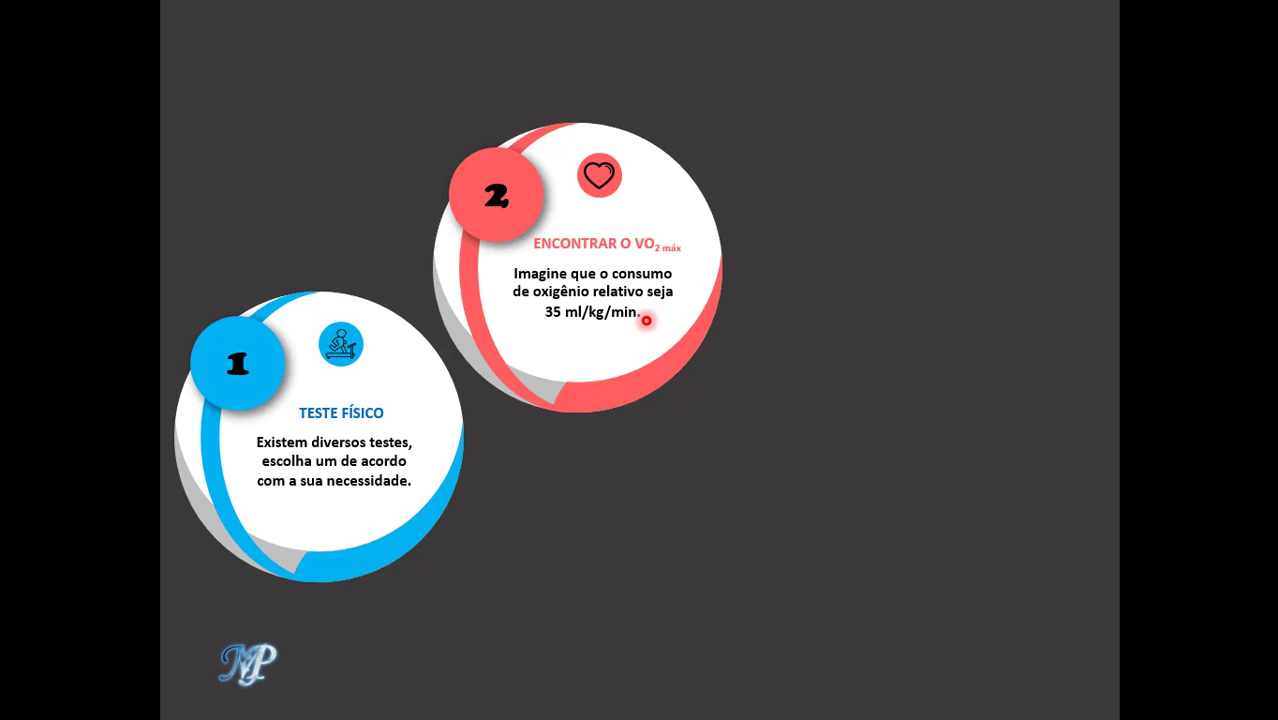 1
TESTE FÍSICO
Existem diversos testes,
escolha um de acordo
com a sua necessidade.
2
ENCONTRAR O VO2 máx
Imagine que o consumo
de oxigênio relativo seja
35 ml/kg/min.